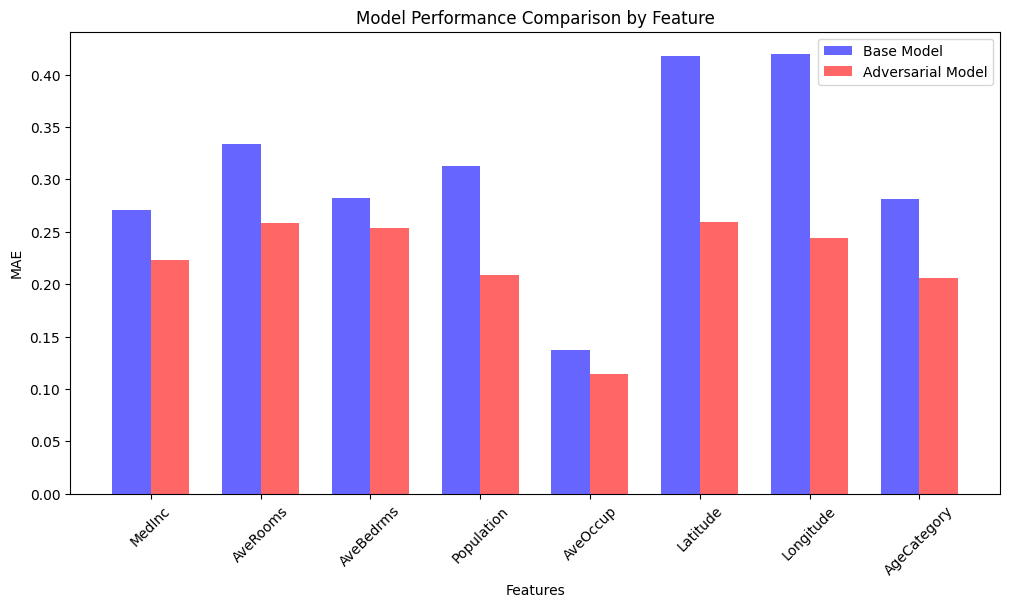 Model Performance Comparison by Feature
Base Model
Adversarial Model
MAE
0.40
0.35
0.30
0.25
0.20
0.15
0.10
0.05
0.00
MedInc
AveRooms
AveBedrms
Population
AveOccup
Latitude
Longitude
AgeCategory
Features